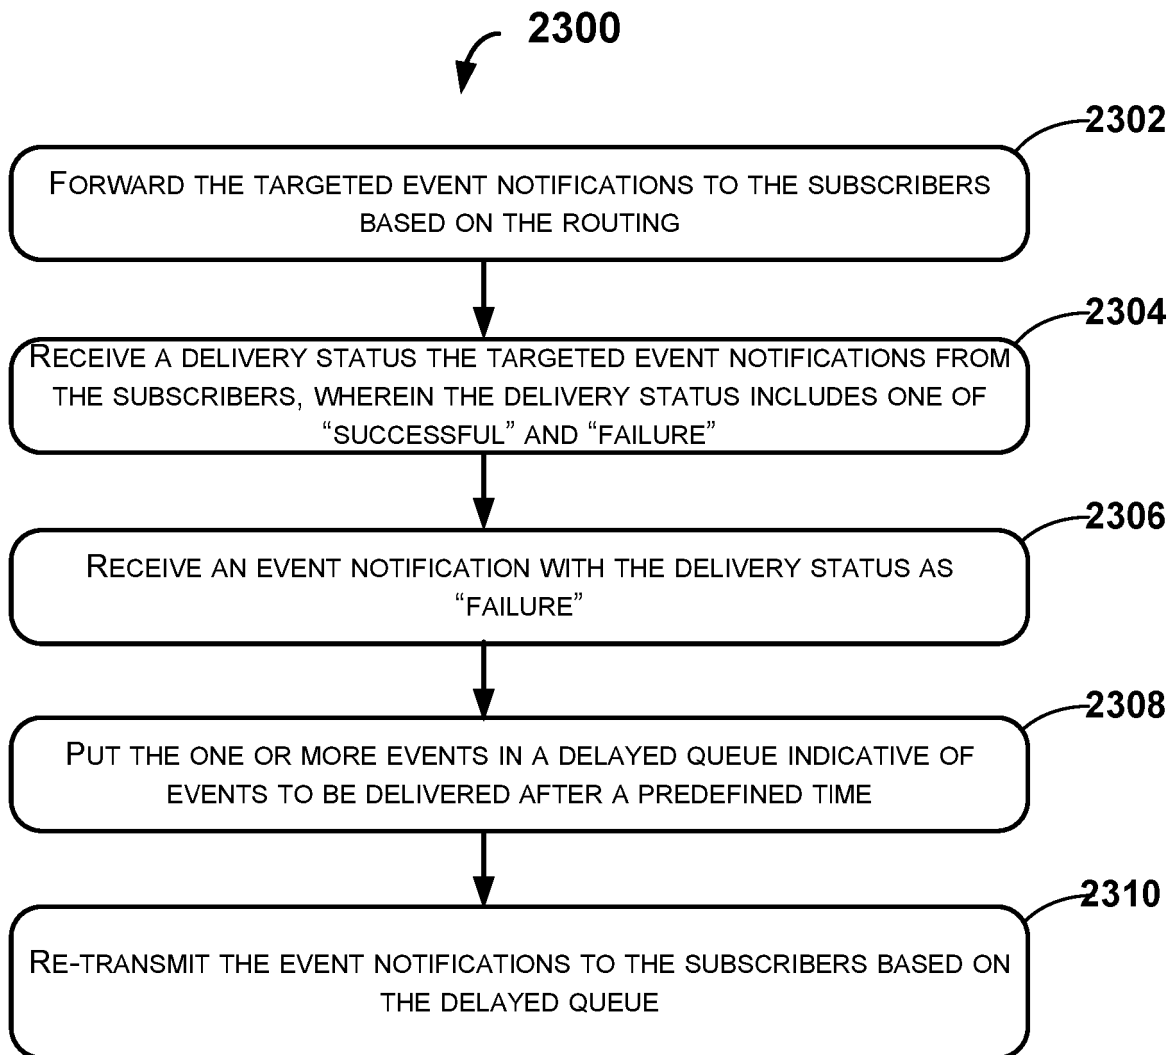 2300
2302
FORWARD THE TARGETED EVENT NOTIFICATIONS TO THE SUBSCRIBERS
BASED ON THE ROUTING
2304
RECEIVE A DELIVERY STATUS THE TARGETED EVENT NOTIFICATIONS FROM
THE SUBSCRIBERS, WHEREIN THE DELIVERY STATUS INCLUDES ONE OF
“SUCCESSFUL” AND “FAILURE”
2306
RECEIVE AN EVENT NOTIFICATION WITH THE DELIVERY STATUS AS
“FAILURE”
2308
PUT THE ONE OR MORE EVENTS IN A DELAYED QUEUE INDICATIVE OF
EVENTS TO BE DELIVERED AFTER A PREDEFINED TIME
2310
RE-TRANSMIT THE EVENT NOTIFICATIONS TO THE SUBSCRIBERS BASED ON
THE DELAYED QUEUE